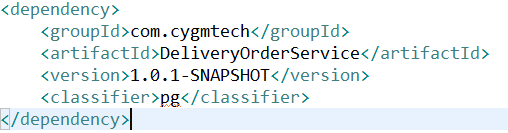 <dependency>
    <groupId>com.cygmtech</groupId>
    <artifactId>DeliveryOrderService</artifactId>
    <version>1.0.1-SNAPSHOT</version>
    <classifier>pg</classifier>
</dependency>